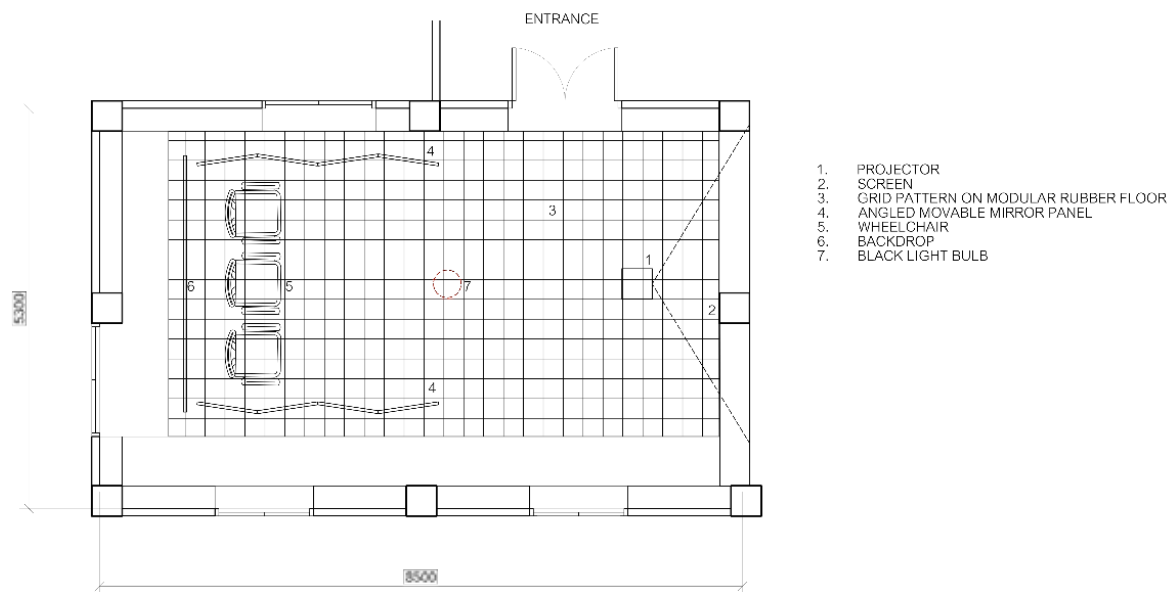 ENTRANCE
4
3
1
6
5
7
2
4
5300
8500
1. PROJECTOR
2. SCREEN
3. GRID PATTERN ON MODULAR RUBBER FLOOR
4. ANGLED MOVABLE MIRROR PANEL
5. WHEELCHAIR
6. BACKDROP
7. BLACK LIGHT BULB